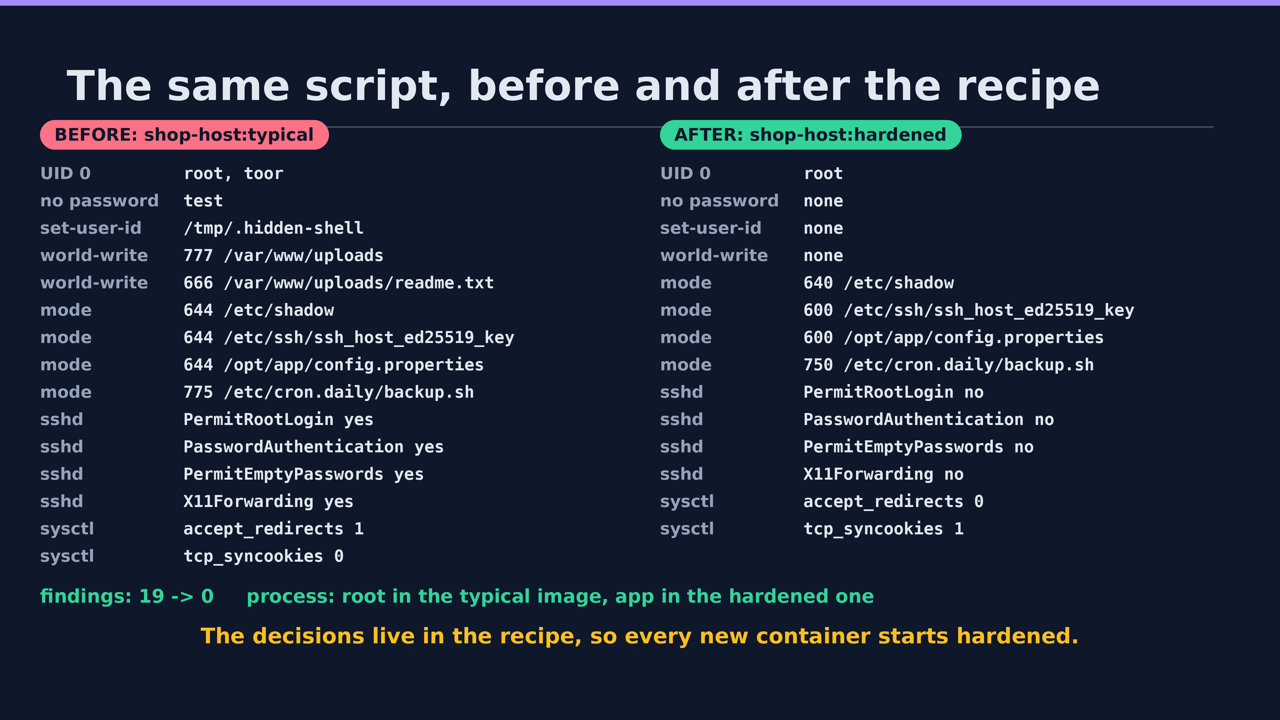 The same script, before and after the recipe
BEFORE: shop-host:typical
UID 0 root, toor
no password test
set-user-id /tmp/.hidden-shell
world-write 777 /var/www/uploads
world-write 666 /var/www/uploads/readme.txt
mode 644 /etc/shadow
mode 644 /etc/ssh/ssh_host_ed25519_key
mode 644 /opt/app/config.properties
mode 775 /etc/cron.daily/backup.sh
sshd PermitRootLogin yes
sshd PasswordAuthentication yes
sshd PermitEmptyPasswords yes
sshd X11Forwarding yes
sysctl accept_redirects 1
sysctl tcp_syncookies 0
AFTER: shop-host:hardened
UID 0 root
no password none
set-user-id none
world-write none
mode 640 /etc/shadow
mode 600 /etc/ssh/ssh_host_ed25519_key
mode 600 /opt/app/config.properties
mode 750 /etc/cron.daily/backup.sh
sshd PermitRootLogin no
sshd PasswordAuthentication no
sshd PermitEmptyPasswords no
sshd X11Forwarding no
sysctl accept_redirects 0
sysctl tcp_syncookies 1
findings: 19 -> 0 process: root in the typical image, app in the hardened one
The decisions live in the recipe, so every new container starts hardened.